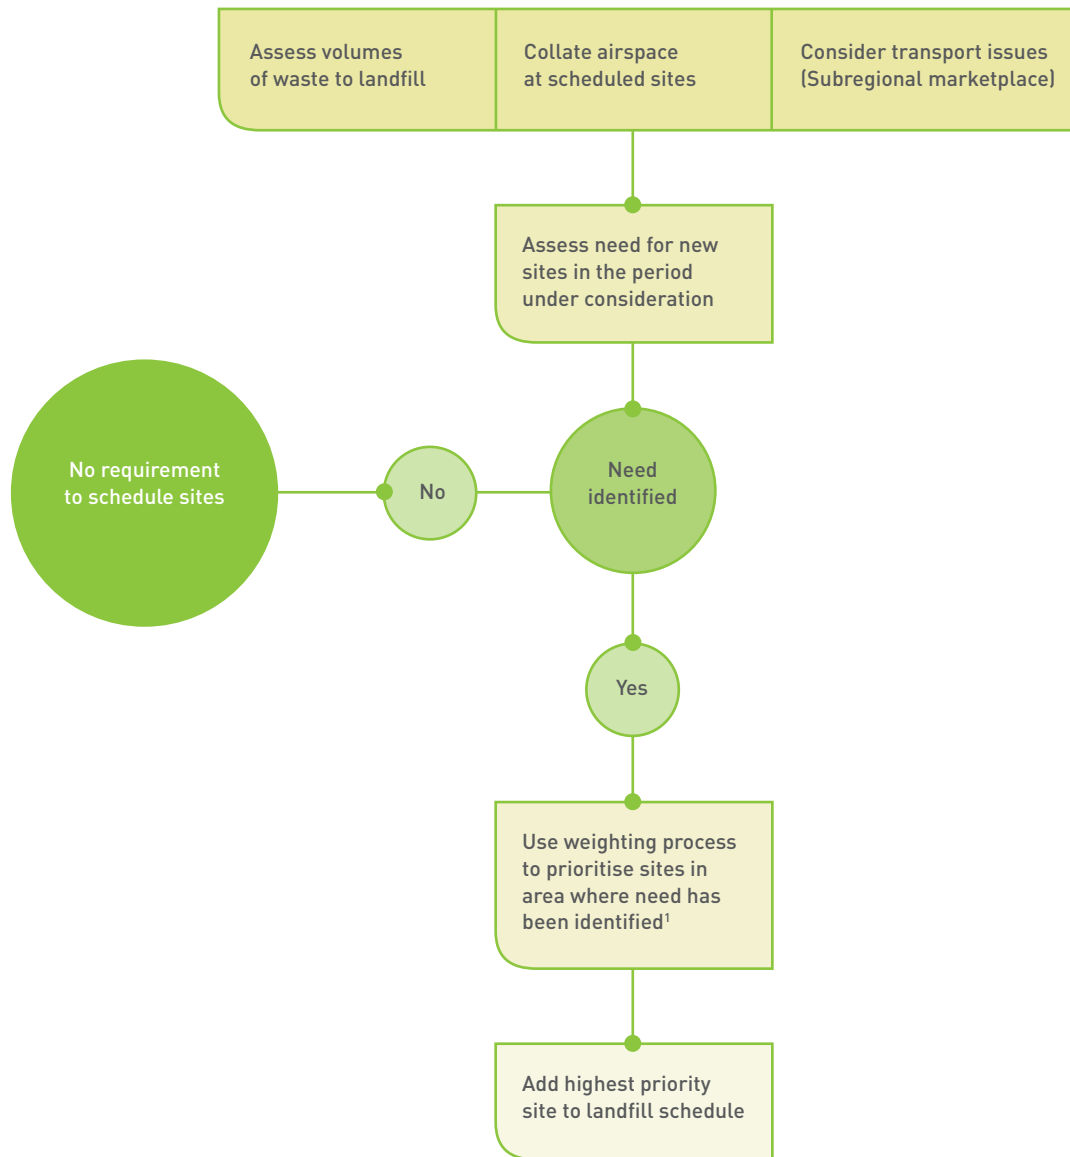 Assess volumes
of waste to landfill
Collate airspace
at scheduled sites
Consider transport issues
(Subregional marketplace)
Assess need for new
sites in the period
under consideration
No requirement
to schedule sites
No
Need
identified
Yes
Use weighting process
to prioritise sites in
area where need has
been identified¹
Add highest priority
site to landfill schedule